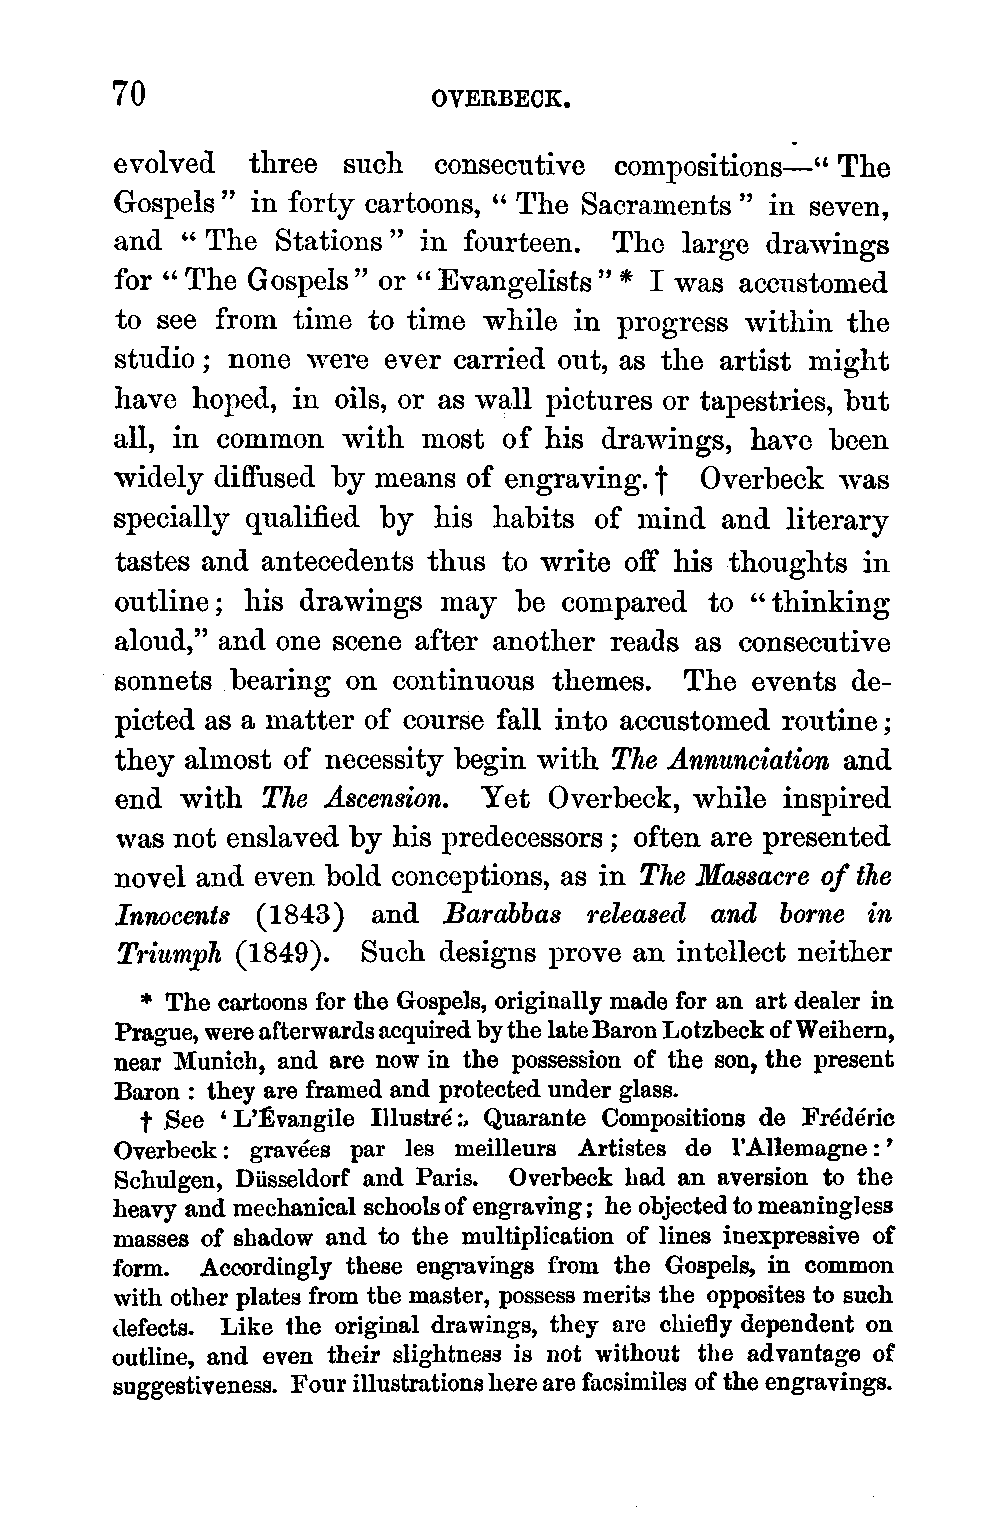 70 OVERBECK.
evolved three such consecutive compositions—“ The
Gospels ” in forty cartoons, “ The Sacraments ” in seven,
and “ The Stations ” in fourteen. The large drawings
for “ The Gospels ” or “ Evangelists ” * I was accustomed
to see from time to time while in progress within the
studio ; none were ever carried out, as the artist might
have hoped, in oils, or as wall pictures or tapestries, but
all, in common with most of his drawings, have been
widely diffused by means of engraving. † Overbeck was
specially qualified by his habits of mind and literary
tastes and antecedents thus to write off his thoughts in
outline ; his drawings may be compared to “ thinking
aloud,” and one scene after another reads as consecutive
sonnets bearing on continuous themes. The events de-
picted as a matter of course fall into accustomed routine ;
they almost of necessity begin with The Annunciation and
end with The Ascension. Yet Overbeck, while inspired
was not enslaved by his predecessors ; often are presented
novel and even bold conceptions, as in The Massacre of the
Innocents (1843) and Barabbas released and borne in
Triumph (1849). Such designs prove an intellect neither
* The cartoons for the Gospels, originally made for an art dealer in
Prague, were afterwards acquired by the late Baron Lotzbeck of Weihern,
near Munich, and are now in the possession of the son, the present
Baron : they are framed and protected under glass.
† See ‘ L’Évangile Illustré :, Quarante Compositions de Frédéric
Overbeck : gravées par les meilleurs Artistes de l’Allemagne : ’
Schulgen, Düsseldorf and Paris. Overbeck had an aversion to the
heavy and mechanical schools of engraving ; he objected to meaningless
masses of shadow and to the multiplication of lines inexpressive of
form. Accordingly these engravings from the Gospels, in common
with other plates from the master, possess merits the opposites to such
defects. Like the original drawings, they are chiefly dependent on
outline, and even their slightness is not without the advantage of
suggestiveness. Four illustrations here are facsimiles of the engravings.